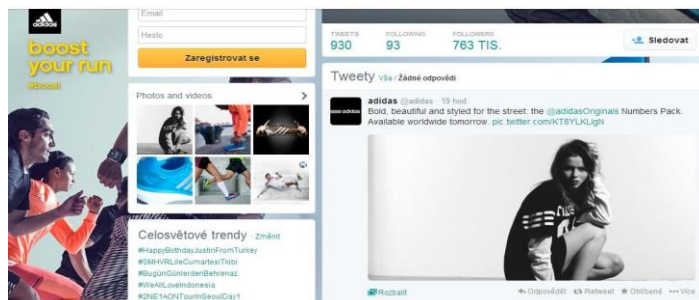 adidas
boost
your run
#boost
Email
Heslo
Zaregistrovat se
Photos and videos
Celosvětové trendy · Změnit
#HappyBirthdayJustinFromTurkey
#SMHVRLileCumartesiTkibi
#BugünGünlerdenBehrenaz
#WeAllLoveIndonesia
#2NE1AONTourInSeoulDay1
TWEETS
930
FOLLOWING
93
FOLLOWERS
763 TIS.
Sledovat
Tweety Vše / Žádné odpovědi
adidas @adidas · 19 hod
Bold, beautiful and styled for the street: the @adidasOriginals Numbers Pack.
Available worldwide tomorrow. pic.twitter.com/KT8YLKLlgN
Rozbalit
Odpovědět Retweet Oblíbené Více